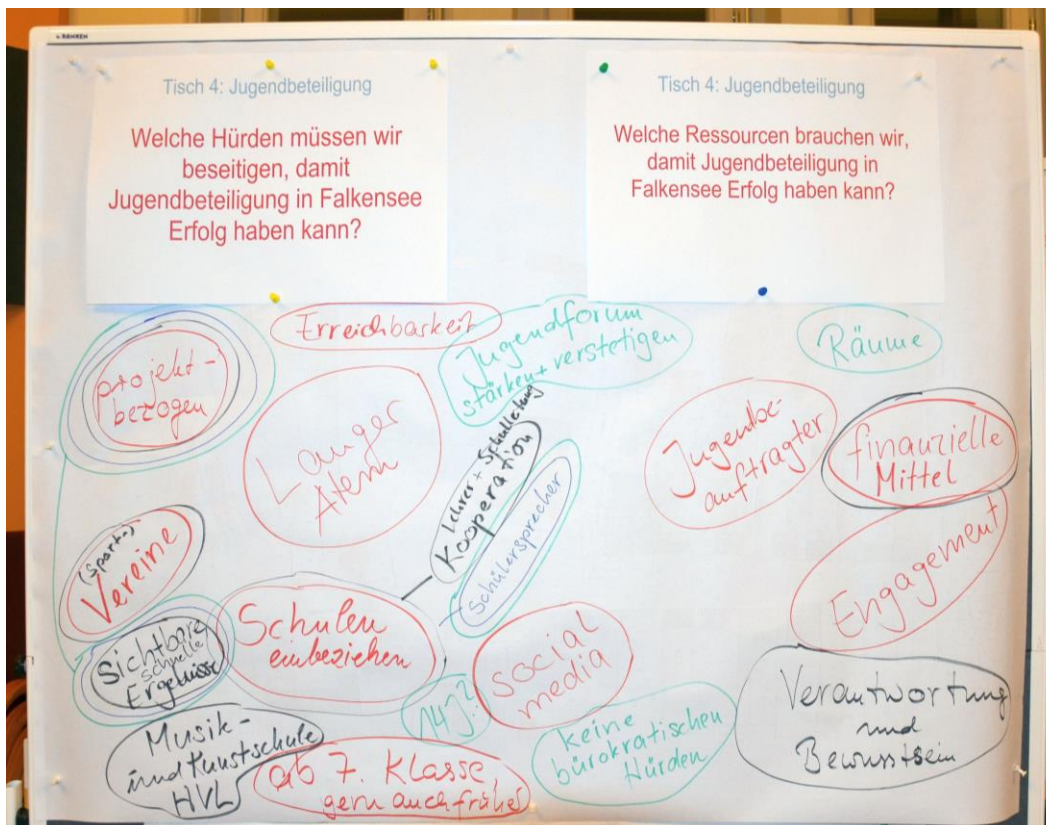 Tisch 4: Jugendbeteiligung
Welche Hürden müssen wir
beseitigen, damit
Jugendbeteiligung in Falkensee
Erfolg haben kann?
Tisch 4: Jugendbeteiligung
Welche Ressourcen brauchen wir,
damit Jugendbeteiligung in
Falkensee Erfolg haben kann?
projekt-
bezogen
Erreichbarkeit
Jugendforum
stärken + verstetigen
Räume
Langer
Atem
Lehrer + Schulleitung
Kooperation
Schülersprecher
Jugendbe-
auftragter
finanzielle
Mittel
(Sport-)
Vereine
Engagement
Sichtbare
schnelle
Ergebnisse
Schulen
einbeziehen
social
media
14J?
keine
bürokratischen
Hürden
Verantwortung
und
Bewusstsein
Musik-
und Kunstschule
HVL
ab 7. Klasse,
gern auch früher